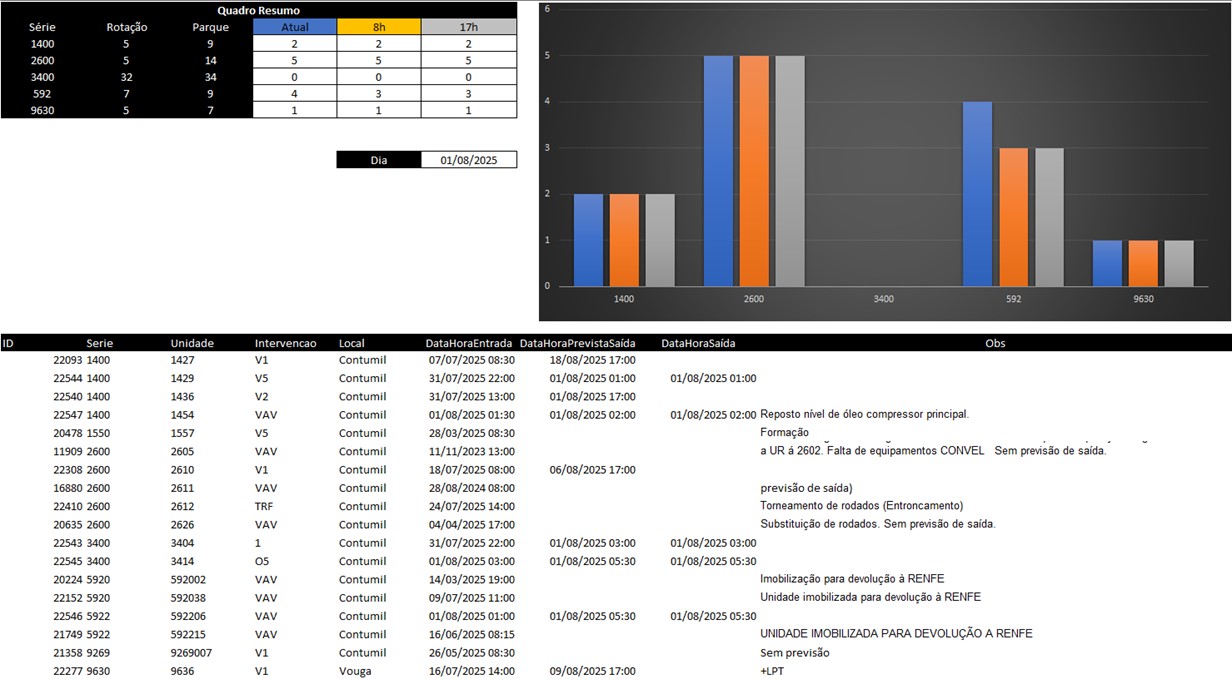 Quadro Resumo
Série Rotação Parque Atual 8h 17h
1400 5 9 2 2 2
2600 5 14 5 5 5
3400 32 34 0 0 0
592 7 9 4 3 3
9630 5 7 1 1 1
Dia 01/08/2025
6
5
4
3
2
1
0
1400 2600 3400 592 9630
ID Serie Unidade Intervencao Local DataHoraEntrada DataHoraPrevistaSaída DataHoraSaída Obs
22093 1400 1427 V1 Contumil 07/07/2025 08:30 18/08/2025 17:00
22544 1400 1429 V5 Contumil 31/07/2025 22:00 01/08/2025 01:00 01/08/2025 01:00
22540 1400 1436 V2 Contumil 31/07/2025 13:00 01/08/2025 17:00
22547 1400 1454 VAV Contumil 01/08/2025 01:30 01/08/2025 02:00 01/08/2025 02:00 Reposto nível de óleo compressor principal.
20478 1550 1557 V5 Contumil 28/03/2025 08:30 Formação
11909 2600 2605 VAV Contumil 11/11/2023 13:00 a UR á 2602. Falta de equipamentos CONVEL Sem previsão de saída.
22308 2600 2610 V1 Contumil 18/07/2025 08:00 06/08/2025 17:00
16880 2600 2611 VAV Contumil 28/08/2024 08:00 previsão de saída)
22410 2600 2612 TRF Contumil 24/07/2025 14:00 Torneamento de rodados (Entroncamento)
20635 2600 2626 VAV Contumil 04/04/2025 17:00 Substituição de rodados. Sem previsão de saída.
22543 3400 3404 1 Contumil 31/07/2025 22:00 01/08/2025 03:00 01/08/2025 03:00
22545 3400 3414 O5 Contumil 01/08/2025 03:00 01/08/2025 05:30 01/08/2025 05:30
20224 5920 592002 VAV Contumil 14/03/2025 19:00 Imobilização para devolução à RENFE
22152 5920 592038 VAV Contumil 09/07/2025 11:00 Unidade imobilizada para devolução à RENFE
22546 5922 592206 VAV Contumil 01/08/2025 01:00 01/08/2025 05:30 01/08/2025 05:30
21749 5922 592215 VAV Contumil 16/06/2025 08:15 UNIDADE IMOBILIZADA PARA DEVOLUÇÃO A RENFE
21358 9269 9269007 V1 Contumil 26/05/2025 08:30 Sem previsão
22277 9630 9636 V1 Vouga 16/07/2025 14:00 09/08/2025 17:00 +LPT